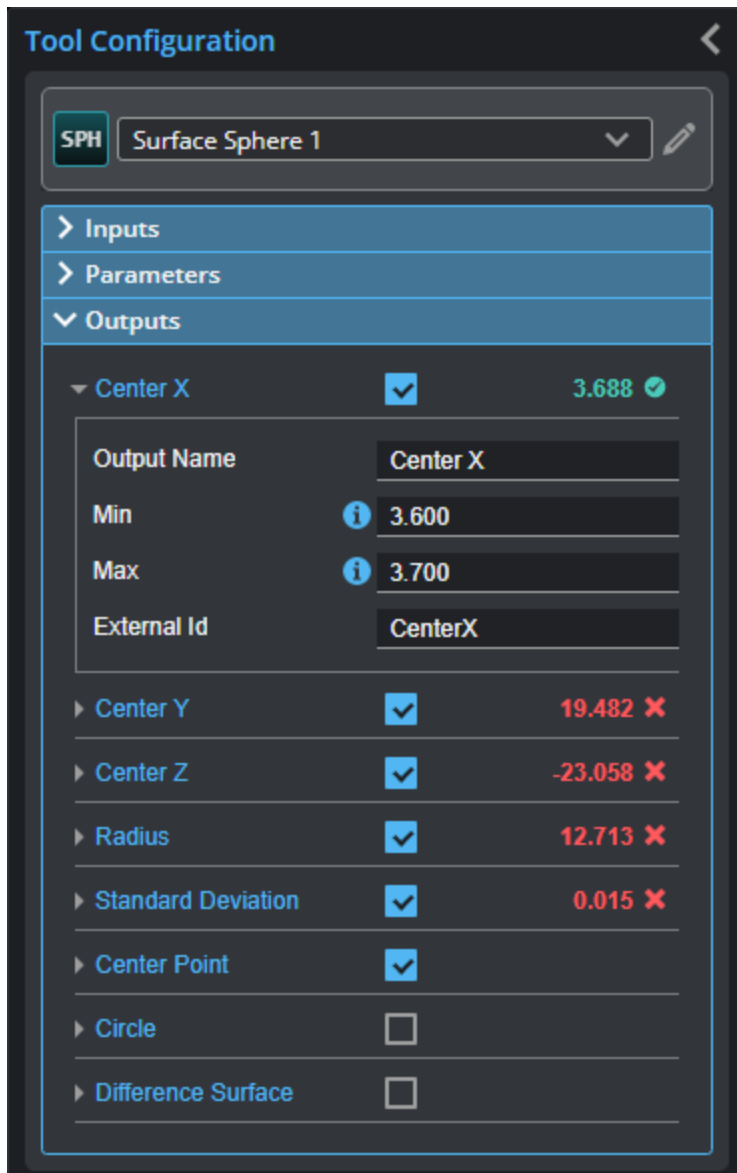 Tool Configuration
SPH Surface Sphere 1
Inputs
Parameters
Outputs
Center X 3.688
Output Name Center X
Min 3.600
Max 3.700
External Id CenterX
Center Y 19.482
Center Z -23.058
Radius 12.713
Standard Deviation 0.015
Center Point
Circle
Difference Surface